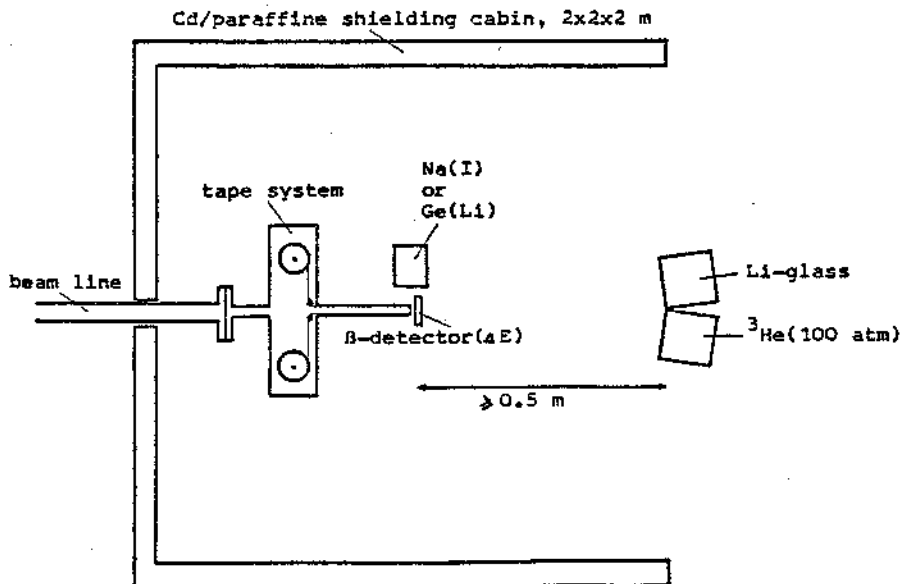 Cd/paraffine shielding cabin, 2x2x2 m
Na(I)
or
Ge(Li)
tape system
beam line
Li-glass
³He(100 atm)
β-detector(ΔE)
⩾0.5 m